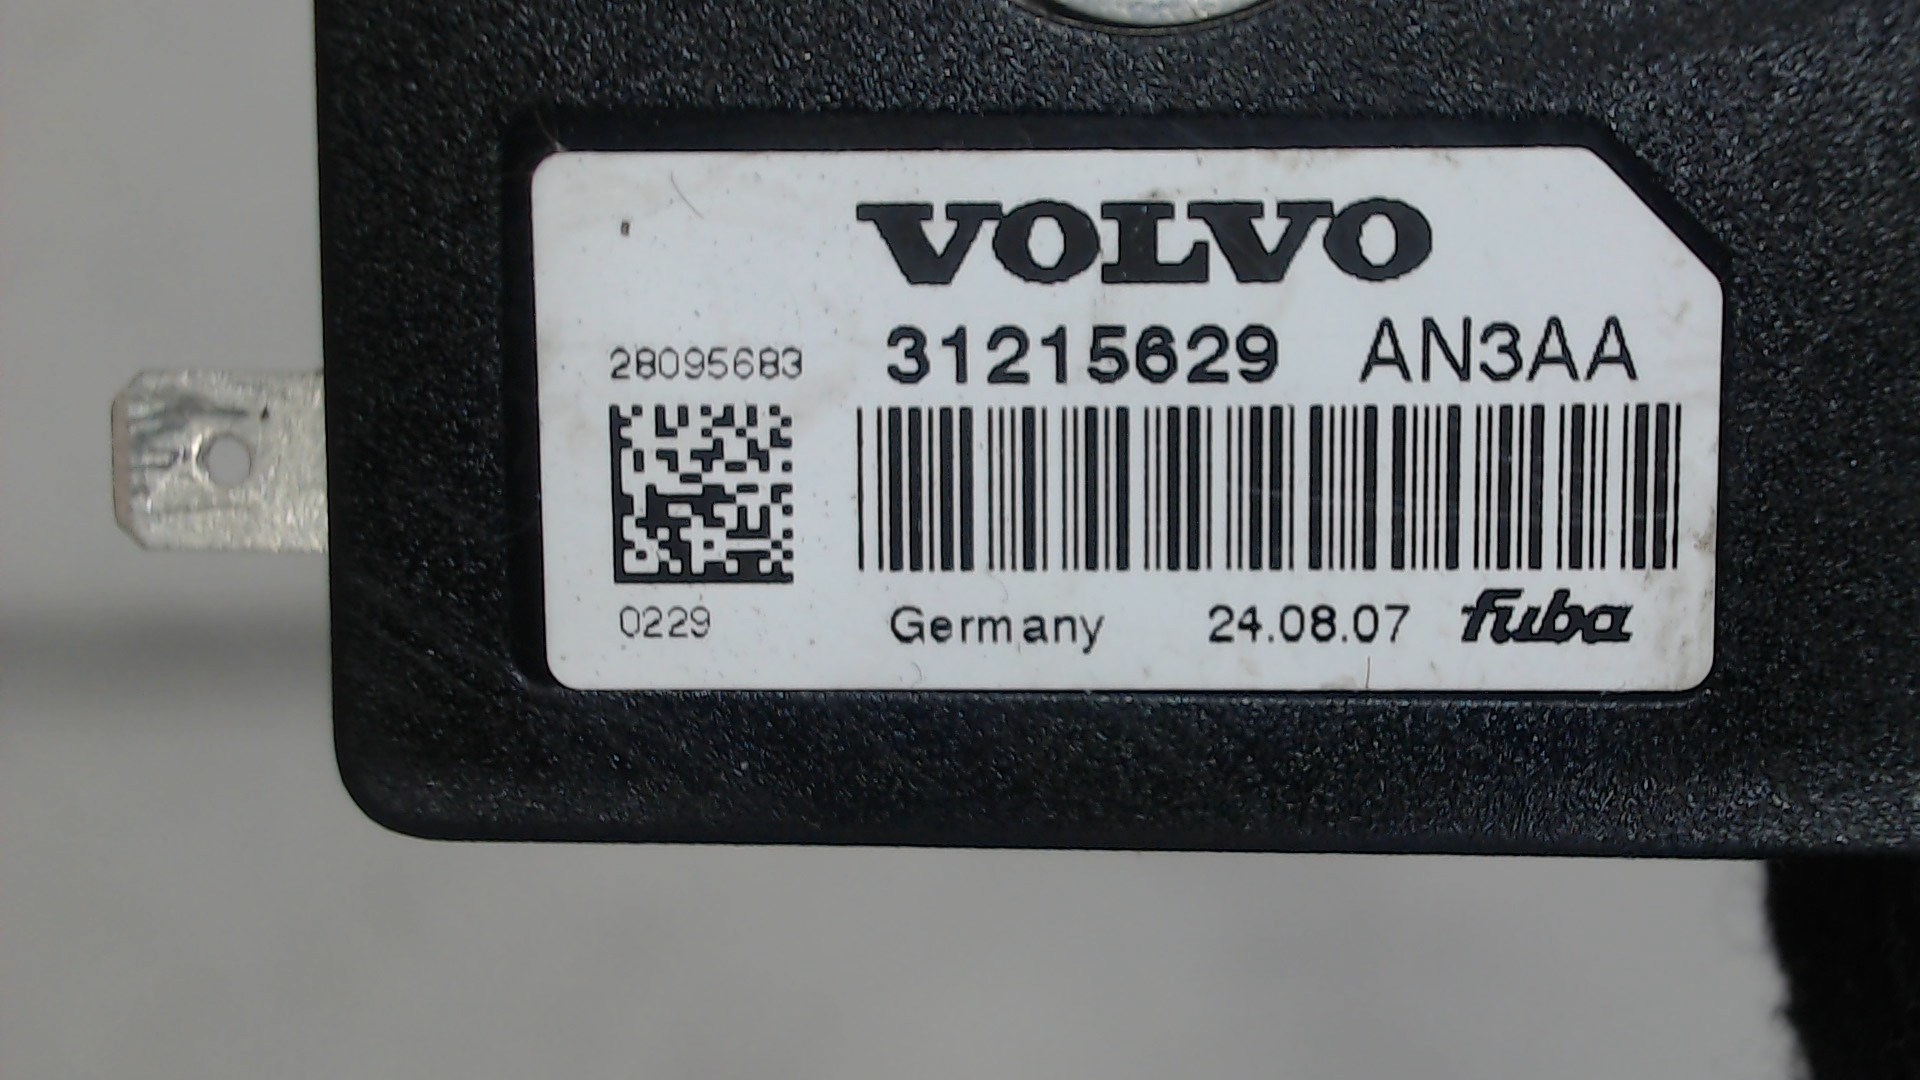 VOLVO
28095683 31215629 AN3AA
0229 Germany 24.08.07 fuba